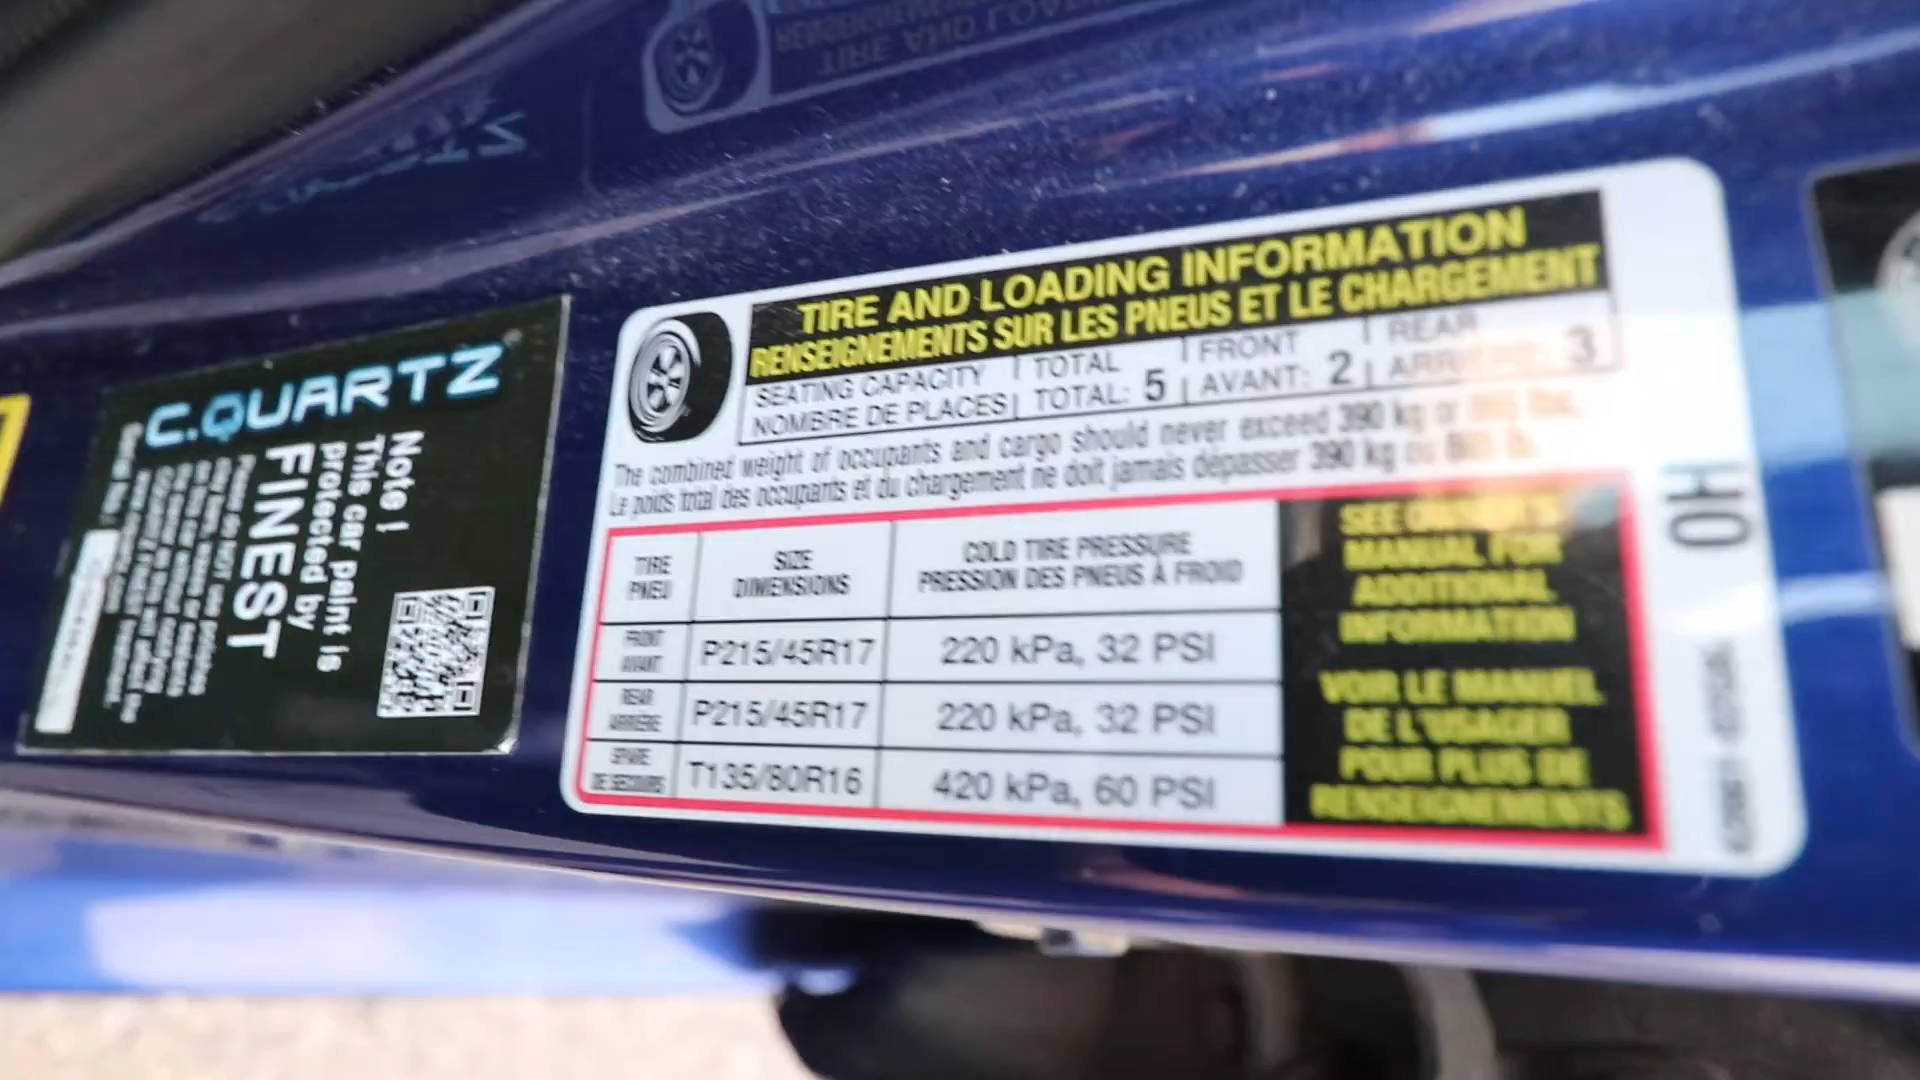 C.QUARTZ
Note !
This car paint is
protected by
FINEST
TIRE AND LOADING INFORMATION
RENSEIGNEMENTS SUR LES PNEUS ET LE CHARGEMENT
SEATING CAPACITY TOTAL FRONT REAR
NOMBRE DE PLACES TOTAL: 5 AVANT: 2 3
The combined weight of occupants and cargo should never exceed 390 kg or
Le poids total des occupants et du chargement ne doit jamais dépasser 390 kg ou
TIRE SIZE COLD TIRE PRESSURE
PNEU DIMENSIONS PRESSION DES PNEUS À FROID
FRONT
AVANT P215/45R17 220 kPa, 32 PSI
REAR
ARRIÈRE P215/45R17 220 kPa, 32 PSI
SPARE
DE SECOURS T135/80R16 420 kPa, 60 PSI
SEE OWNER'S
MANUAL FOR
ADDITIONAL
INFORMATION
VOIR LE MANUEL
DE L'USAGER
POUR PLUS DE
RENSEIGNEMENTS
HO